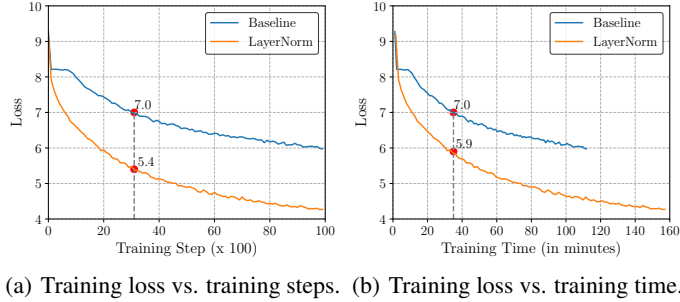 10
9
8
7
6
5
4
Loss
0 20 40 60 80 100
Training Step (x 100)
Baseline
LayerNorm
7.0
5.4
10
9
8
7
6
5
4
Loss
0 20 40 60 80 100 120 140 160
Training Time (in minutes)
Baseline
LayerNorm
7.0
5.9
(a) Training loss vs. training steps. (b) Training loss vs. training time.